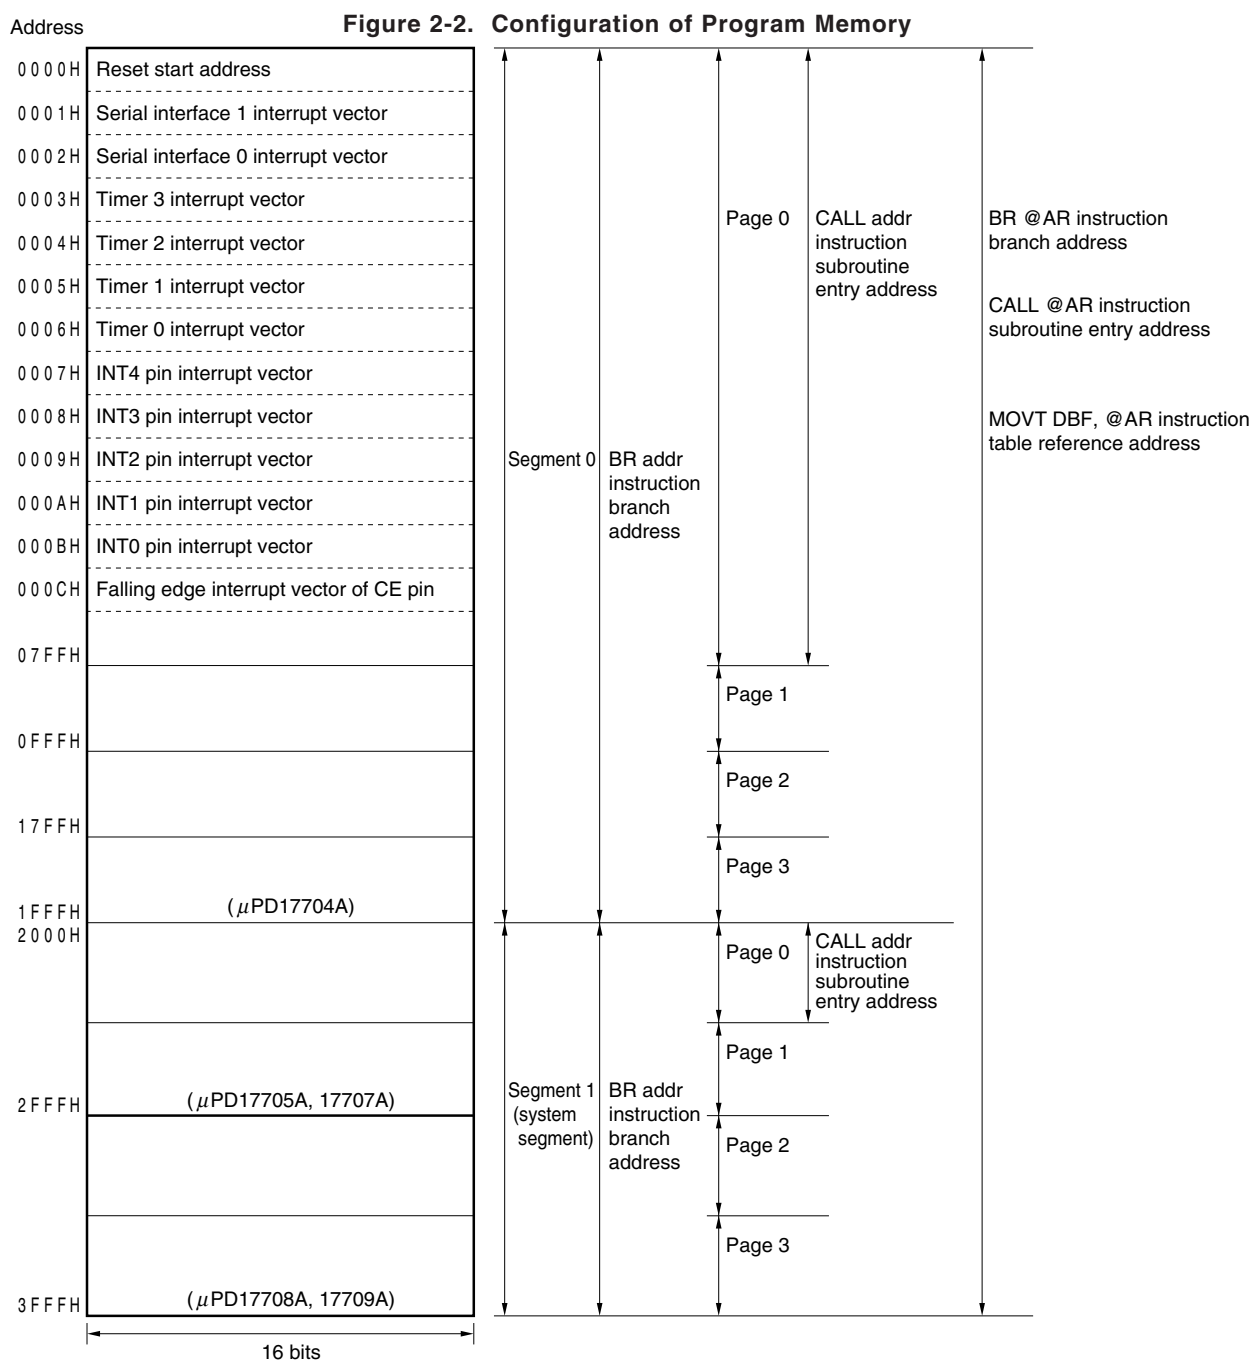 Figure 2-2. Configuration of Program Memory
Address
0000H Reset start address
0001H Serial interface 1 interrupt vector
0002H Serial interface 0 interrupt vector
0003H Timer 3 interrupt vector
0004H Timer 2 interrupt vector
0005H Timer 1 interrupt vector
0006H Timer 0 interrupt vector
0007H INT4 pin interrupt vector
0008H INT3 pin interrupt vector
0009H INT2 pin interrupt vector
000AH INT1 pin interrupt vector
000BH INT0 pin interrupt vector
000CH Falling edge interrupt vector of CE pin
07FFH
0FFFH
17FFH
1FFFH (μPD17704A)
2000H
2FFFH (μPD17705A, 17707A)
3FFFH (μPD17708A, 17709A)
16 bits
Segment 0
BR addr
instruction
branch
address
Page 0
CALL addr
instruction
subroutine
entry address
Page 1
Page 2
Page 3
Segment 1
(system
segment)
BR addr
instruction
branch
address
Page 0
CALL addr
instruction
subroutine
entry address
Page 1
Page 2
Page 3
BR @AR instruction
branch address
CALL @AR instruction
subroutine entry address
MOVT DBF, @AR instruction
table reference address